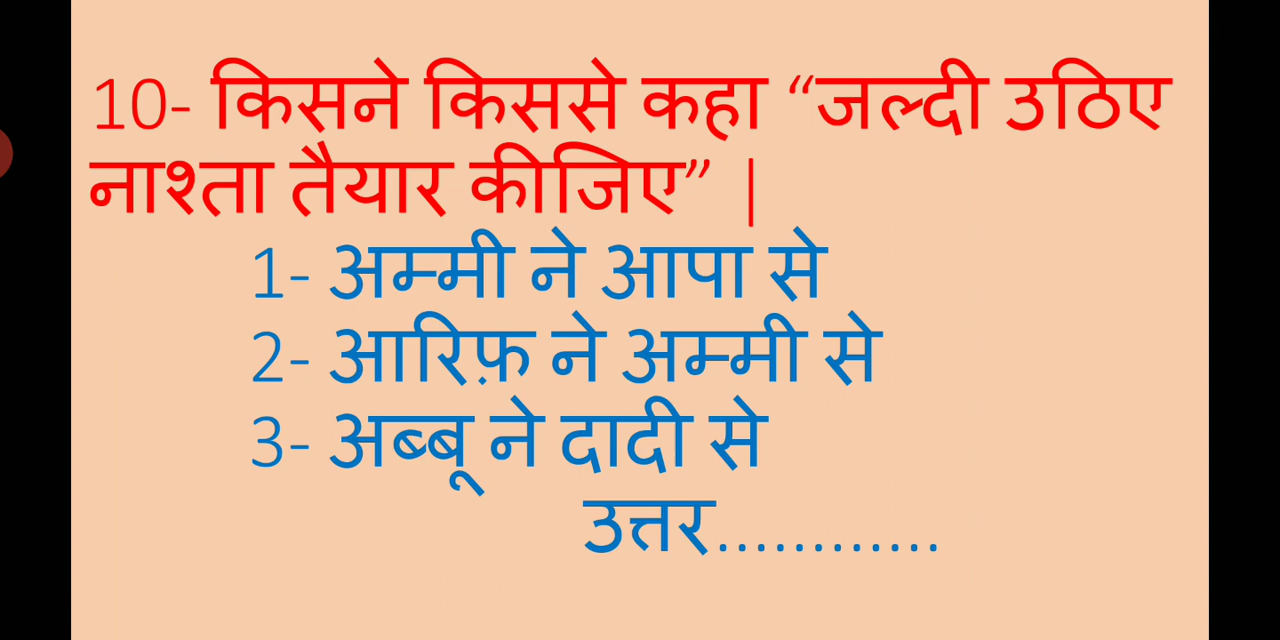 10- किसने किससे कहा “जल्दी उठिए
नाश्ता तैयार कीजिए” |
1- अम्मी ने आपा से
2- आरिफ़ ने अम्मी से
3- अब्बू ने दादी से
उत्तर............